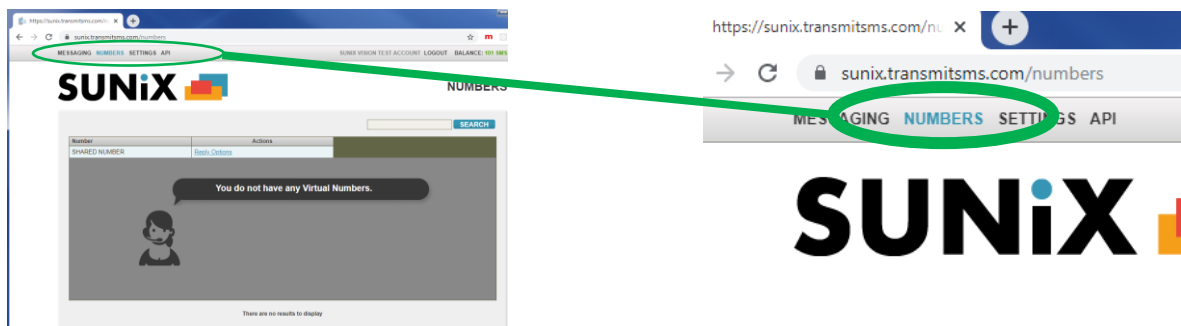 https://sunix.transmitsms.com/n
sunix.transmitsms.com/numbers
MESSAGING NUMBERS SETTINGS API
SUNIX VISION TEST ACCOUNT LOGOUT BALANCE: 101 SMS
SUNiX
NUMBERS
SEARCH
Number Actions
SHARED NUMBER Reply Options
You do not have any Virtual Numbers.
There are no results to display
https://sunix.transmitsms.com/nu
sunix.transmitsms.com/numbers
MESSAGING NUMBERS SETTINGS API
SUNiX